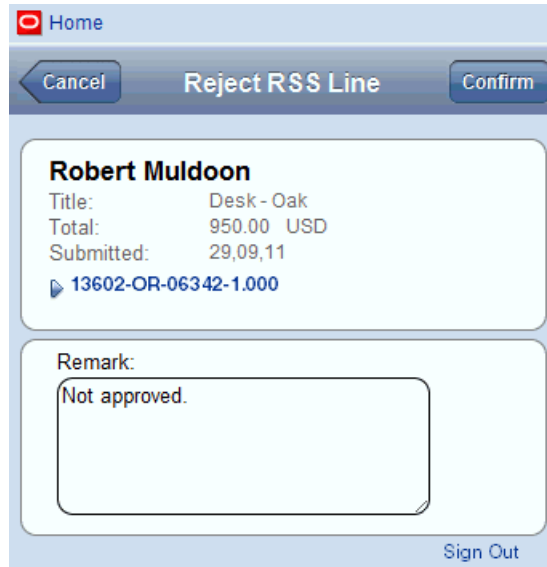 Home
Cancel Reject RSS Line Confirm
Robert Muldoon
Title: Desk - Oak
Total: 950.00 USD
Submitted: 29,09,11
13602-OR-06342-1.000
Remark:
Not approved.
Sign Out